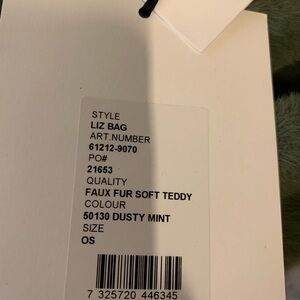 STYLE
LIZ BAG
ART.NUMBER
61212-9070
PO#
21653
QUALITY
FAUX FUR SOFT TEDDY
COLOUR
50130 DUSTY MINT
SIZE
OS
7 325720 446345